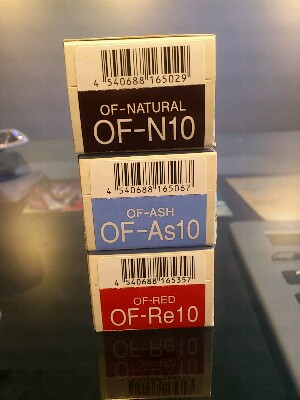 4 540688 165029
OF-NATURAL
OF-N10
4 540688 165067
OF-ASH
OF-As10
4 540688 165357
OF-RED
OF-Re10